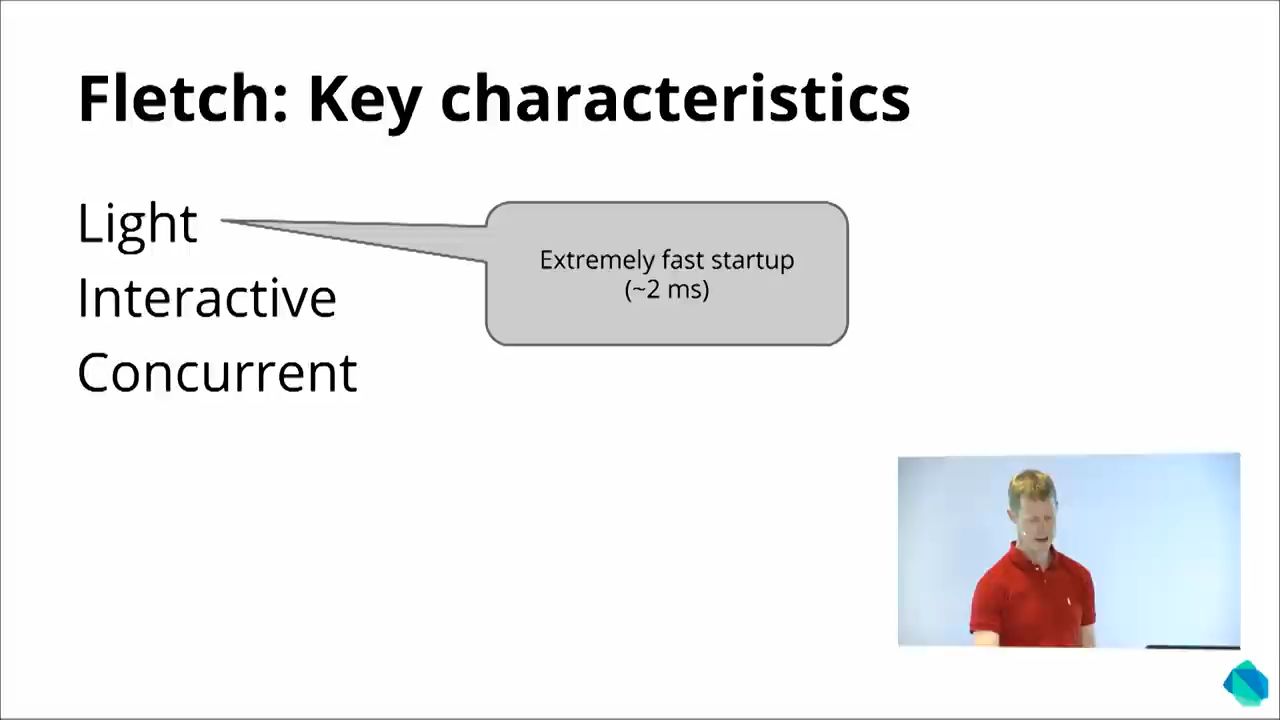 Fletch: Key characteristics
Light
Extremely fast startup
(~2 ms)
Interactive
Concurrent